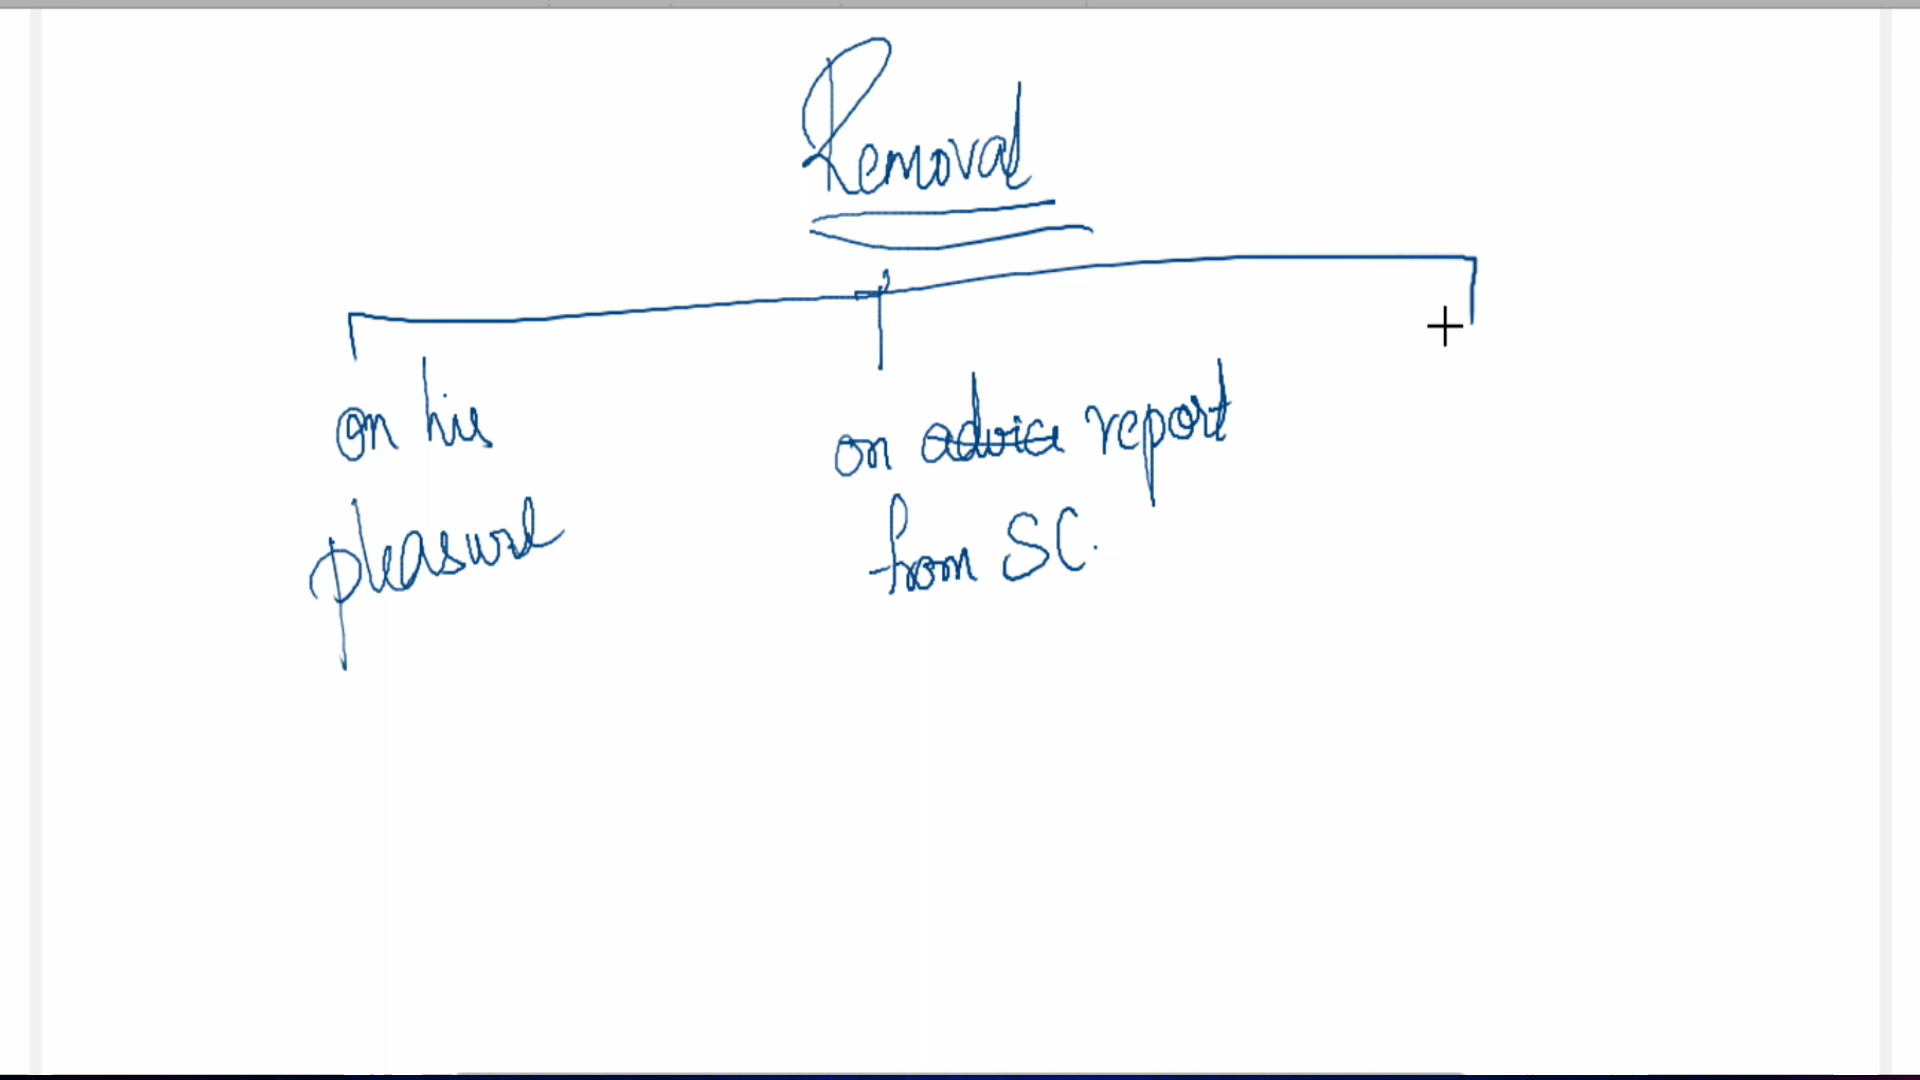 Removal
on his
pleasure
on advice report
from SC.